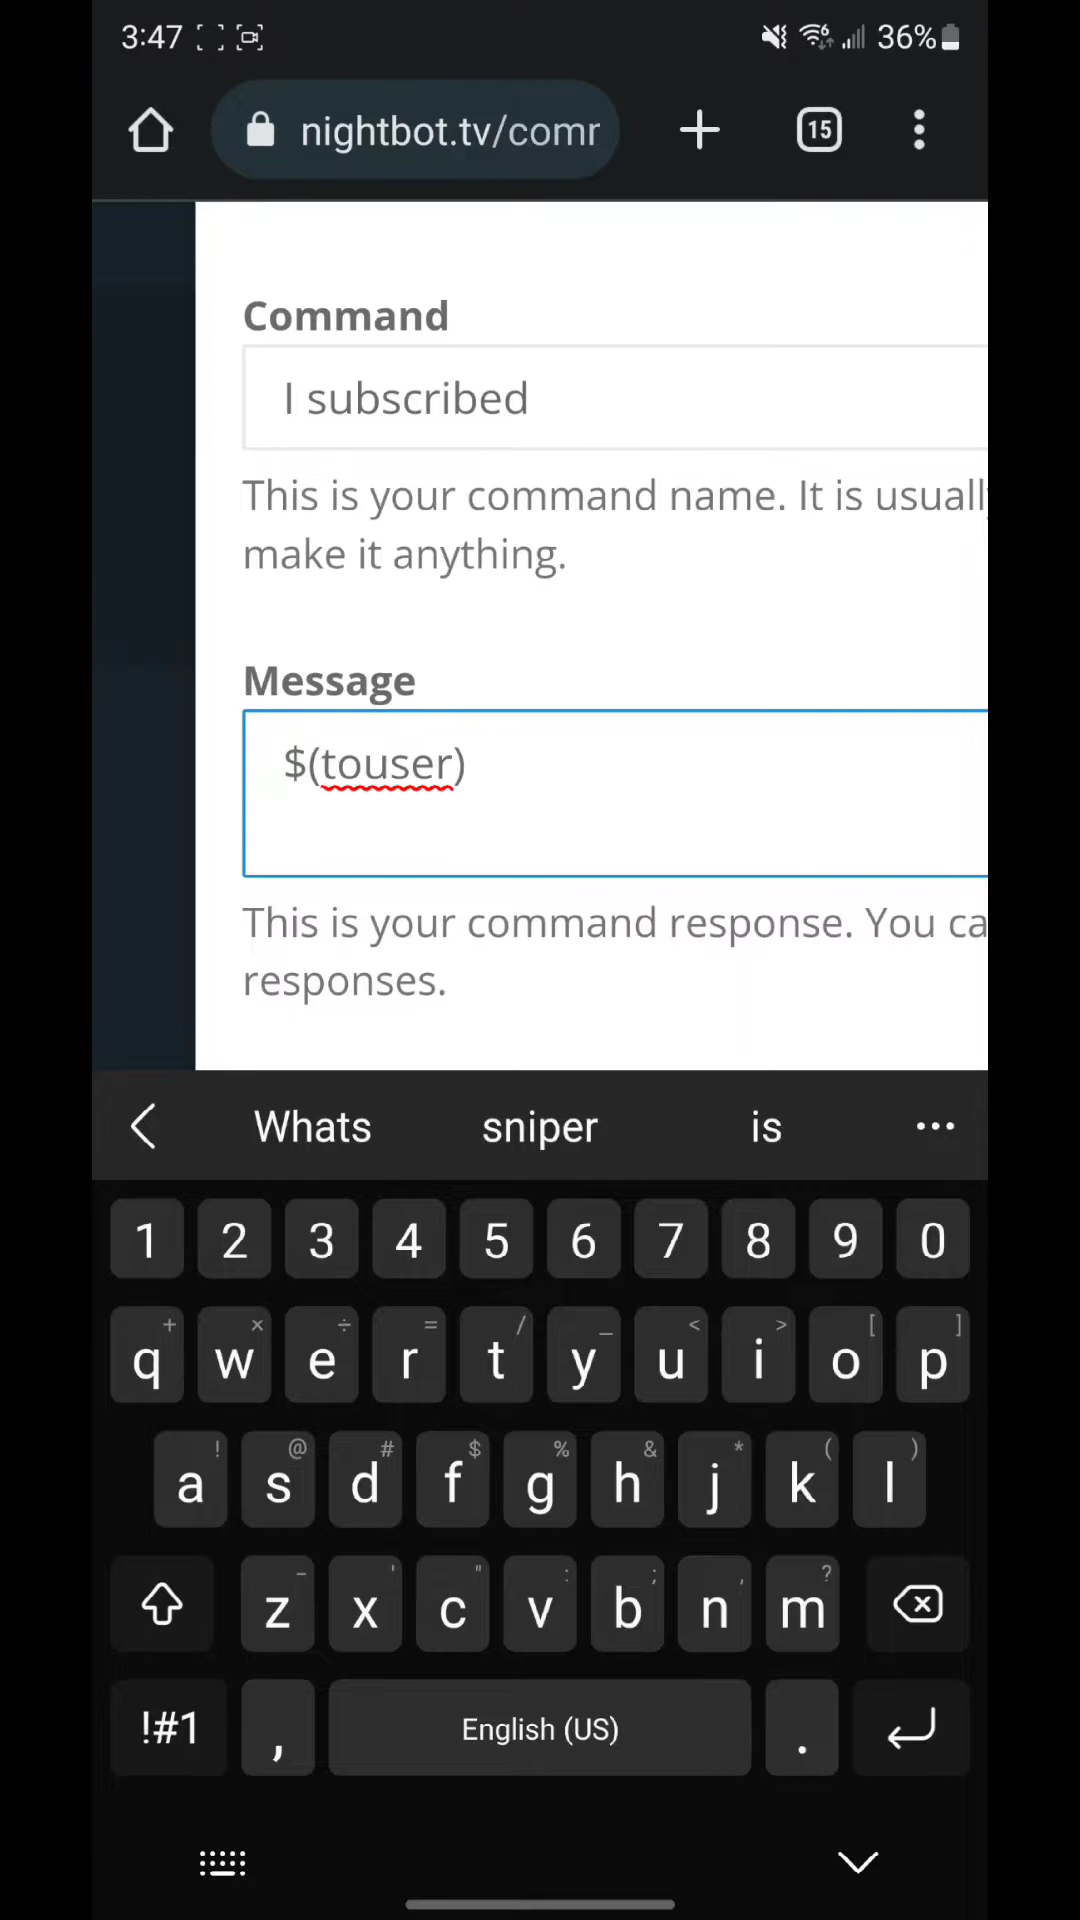 3:47 6 36%
nightbot.tv/comr 15
Command
I subscribed
This is your command name. It is usuall
make it anything.
Message
$(touser)
This is your command response. You ca
responses.
Whats sniper is ...
1 2 3 4 5 6 7 8 9 0
+ × ÷ = / _ < > [ ]
q w e r t y u i o p
! @ # $ % & * ( )
a s d f g h j k l
- ' " : ; , ?
z x c v b n m
!#1 , English (US) .